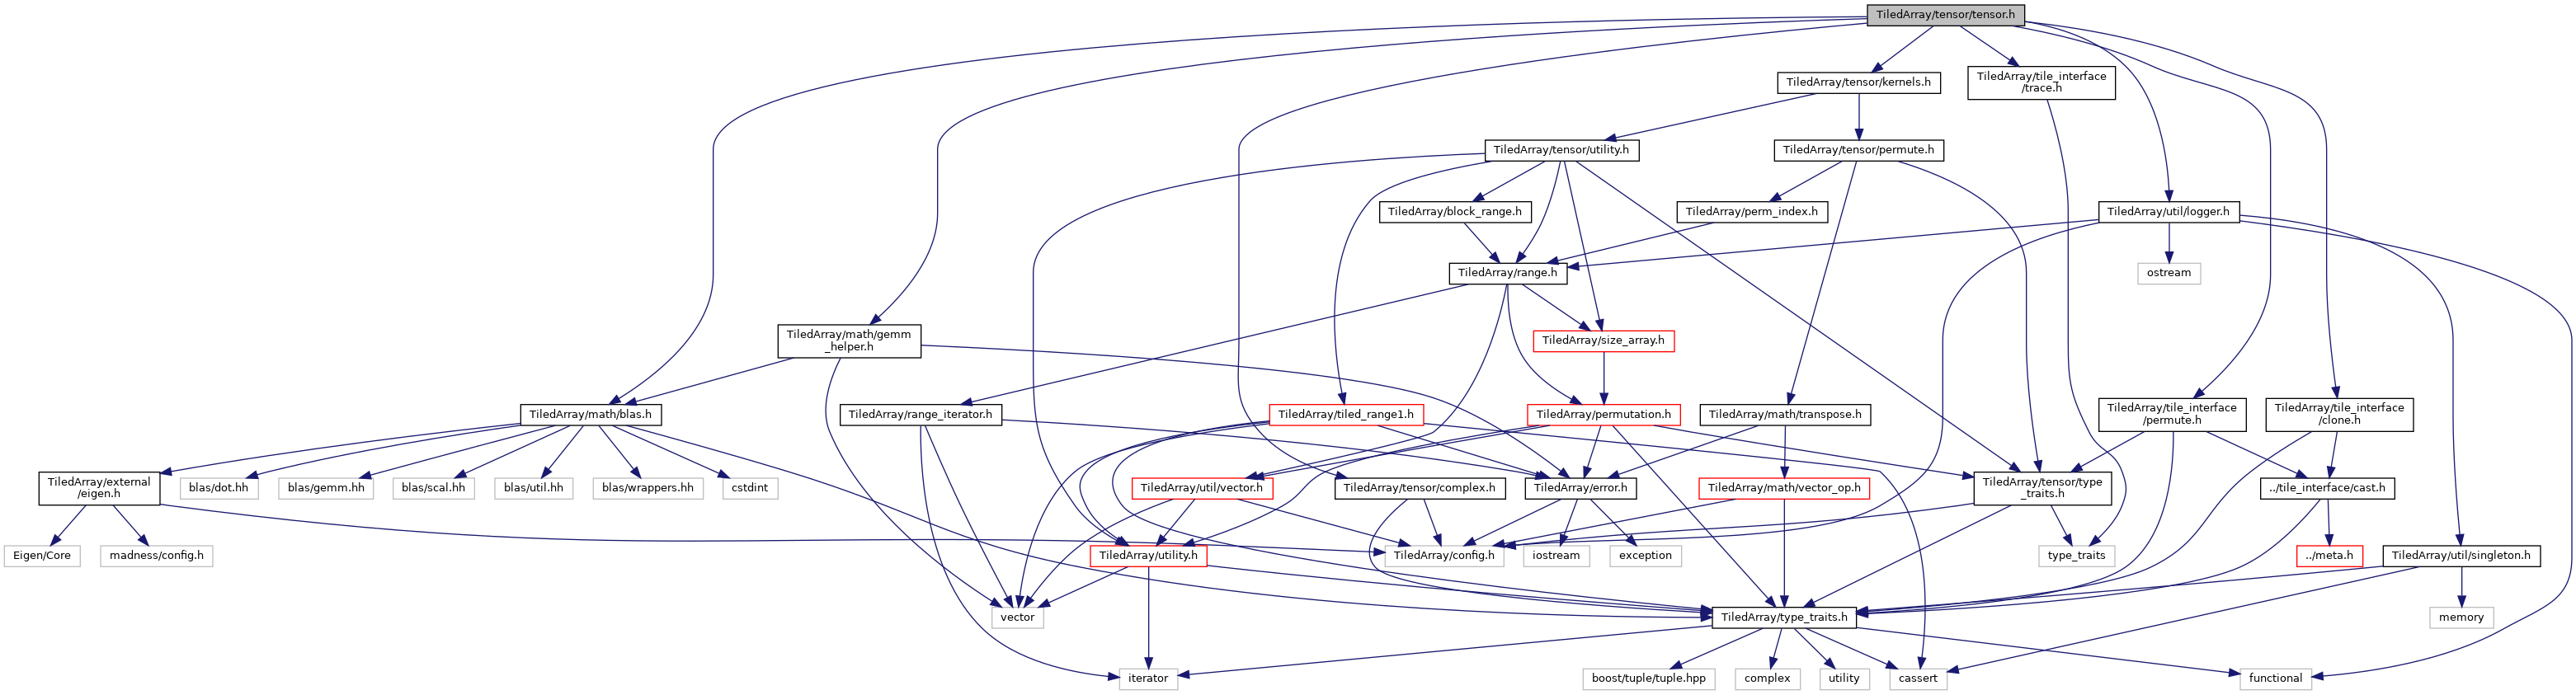 TiledArray/tensor/tensor.h
TiledArray/tensor/kernels.h
TiledArray/tile_interface
/trace.h
TiledArray/tensor/utility.h
TiledArray/tensor/permute.h
TiledArray/block_range.h
TiledArray/perm_index.h
TiledArray/util/logger.h
TiledArray/range.h
ostream
TiledArray/math/gemm
_helper.h
TiledArray/size_array.h
TiledArray/math/blas.h
TiledArray/range_iterator.h
TiledArray/tiled_range1.h
TiledArray/permutation.h
TiledArray/math/transpose.h
TiledArray/tile_interface
/permute.h
TiledArray/tile_interface
/clone.h
TiledArray/external
/eigen.h
blas/dot.hh
blas/gemm.hh
blas/scal.hh
blas/util.hh
blas/wrappers.hh
cstdint
TiledArray/util/vector.h
TiledArray/tensor/complex.h
TiledArray/error.h
TiledArray/math/vector_op.h
TiledArray/tensor/type
_traits.h
../tile_interface/cast.h
Eigen/Core
madness/config.h
TiledArray/utility.h
TiledArray/config.h
iostream
exception
type_traits
../meta.h
TiledArray/util/singleton.h
vector
TiledArray/type_traits.h
memory
iterator
boost/tuple/tuple.hpp
complex
utility
cassert
functional